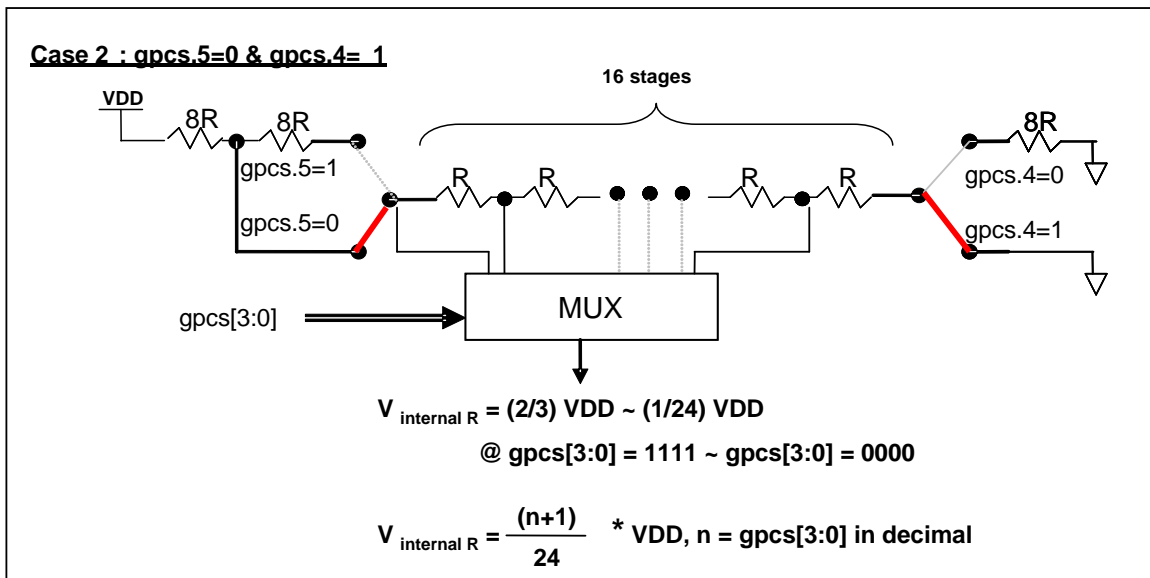 Case 2 : gpcs.5=0 & gpcs.4= 1
16 stages
VDD
8R 8R 8R
gpcs.5=1 R R R R gpcs.4=0
gpcs.5=0 gpcs.4=1
MUX
gpcs[3:0]
V internal R = (2/3) VDD ~ (1/24) VDD
@ gpcs[3:0] = 1111 ~ gpcs[3:0] = 0000
V internal R = (n+1) / 24 * VDD, n = gpcs[3:0] in decimal